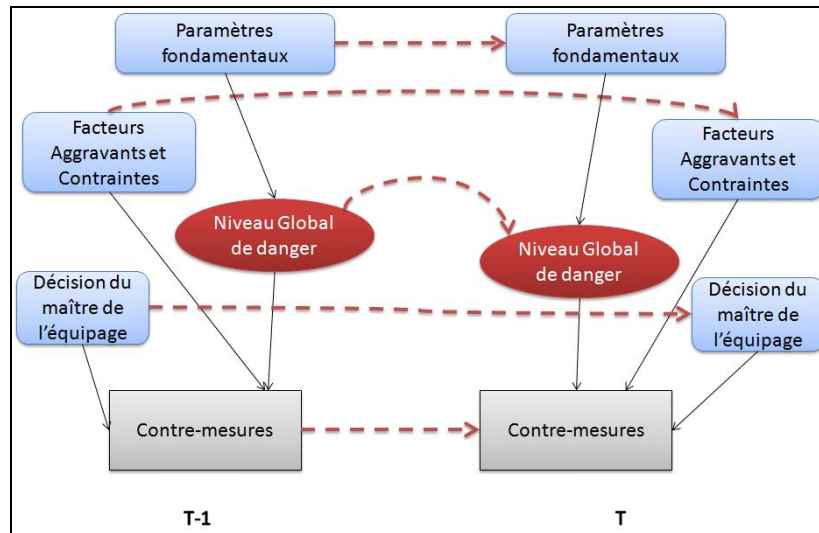 Paramètres
fondamentaux
Paramètres
fondamentaux
Facteurs
Aggravants et
Contraintes
Facteurs
Aggravants et
Contraintes
Niveau Global
de danger
Niveau Global
de danger
Décision du
maître de
l'équipage
Décision du
maître de
l'équipage
Contre-mesures
Contre-mesures
T-1
T